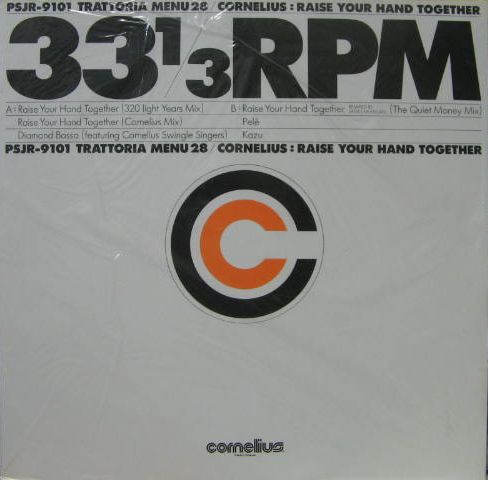 PSJR-9101 TRATTORIA MENU 28 / CORNELIUS : RAISE YOUR HAND TOGETHER
33 1/3 RPM
A : Raise Your Hand Together (320 light Years Mix)
Raise Your Hand Together (Cornelius Mix)
Diamond Bossa (featuring Cornelius Swingle Singers)
B : Raise Your Hand Together (The Quiet Money Mix)
Pelé
Kazu
PSJR-9101 TRATTORIA MENU 28 / CORNELIUS : RAISE YOUR HAND TOGETHER
cornelius